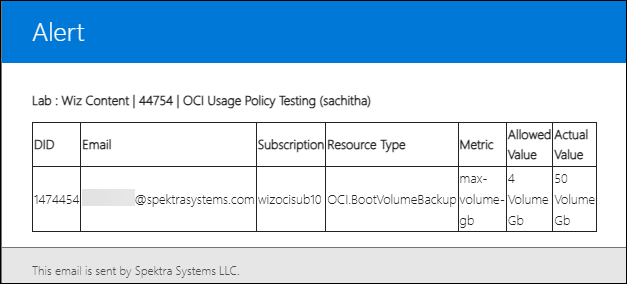 Alert
Lab : Wiz Content | 44754 | OCI Usage Policy Testing (sachitha)
DID Email Subscription Resource Type Metric Allowed Value Actual Value
1474454 @spektrasystems.com wizocisub10 OCI.BootVolumeBackup max-volume-gb 4 Volume Gb 50 Volume Gb
This email is sent by Spektra Systems LLC.